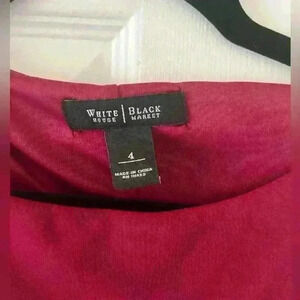 WHITE | BLACK
HOUSE | MARKET
4
MADE IN CHINA